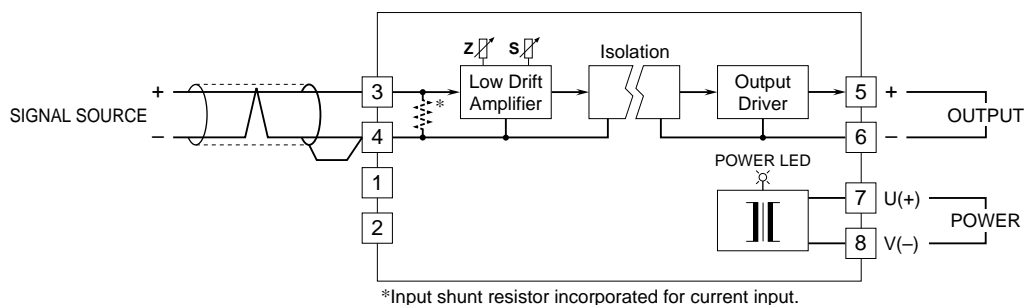 Z S Isolation
3 Low Drift Amplifier Output Driver 5 +
+ * OUTPUT
SIGNAL SOURCE
– 4 6 –
POWER LED
1 7 U(+)
POWER
2 8 V(–)
*Input shunt resistor incorporated for current input.